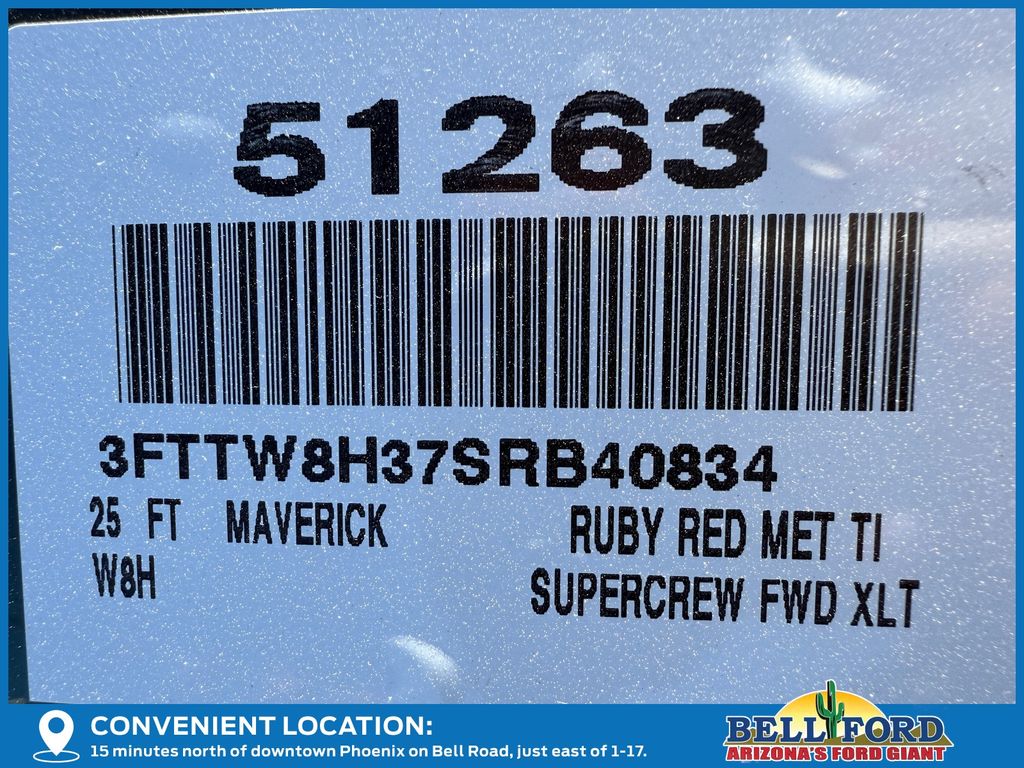 51263
3FTTW8H37SRB40834
25 FT MAVERICK RUBY RED MET TI
W8H SUPERCREW FWD XLT
CONVENIENT LOCATION:
15 minutes north of downtown Phoenix on Bell Road, just east of 1-17.
BELL FORD
ARIZONA'S FORD GIANT